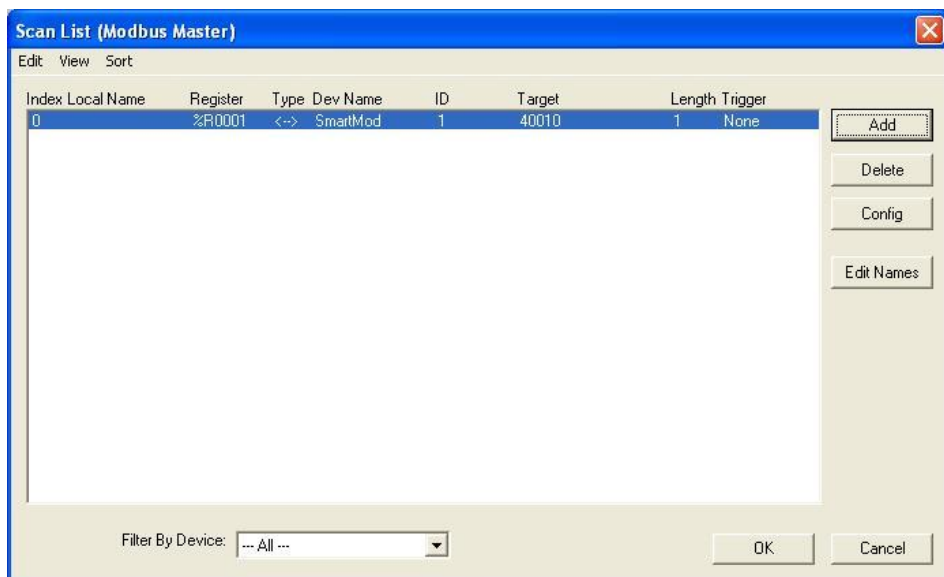 Scan List (Modbus Master)
Edit View Sort
Index Local Name Register Type Dev Name ID Target Length Trigger
0 %R0001 <--> SmartMod 1 40010 1 None
Add
Delete
Config
Edit Names
Filter By Device: --- All ---
OK Cancel